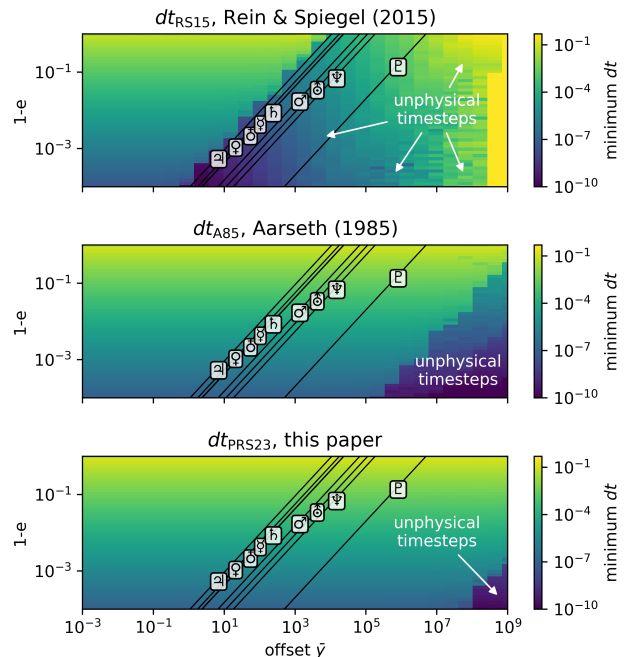 dt_RS15, Rein & Spiegel (2015)
1-e
10^−1
10^−3
♃ ♀ ♁ ☿ ♄ ♂ ⛢ ♆ ♇
unphysical
timesteps
10^−1
10^−4
10^−7
10^−10
minimum dt
dt_A85, Aarseth (1985)
1-e
10^−1
10^−3
♃ ♀ ♁ ☿ ♄ ♂ ⛢ ♆ ♇
unphysical
timesteps
10^−1
10^−4
10^−7
10^−10
minimum dt
dt_PRS23, this paper
1-e
10^−1
10^−3
♃ ♀ ♁ ☿ ♄ ♂ ⛢ ♆ ♇
unphysical
timesteps
10^−1
10^−4
10^−7
10^−10
minimum dt
10^−3 10^−1 10^1 10^3 10^5 10^7 10^9
offset ȳ